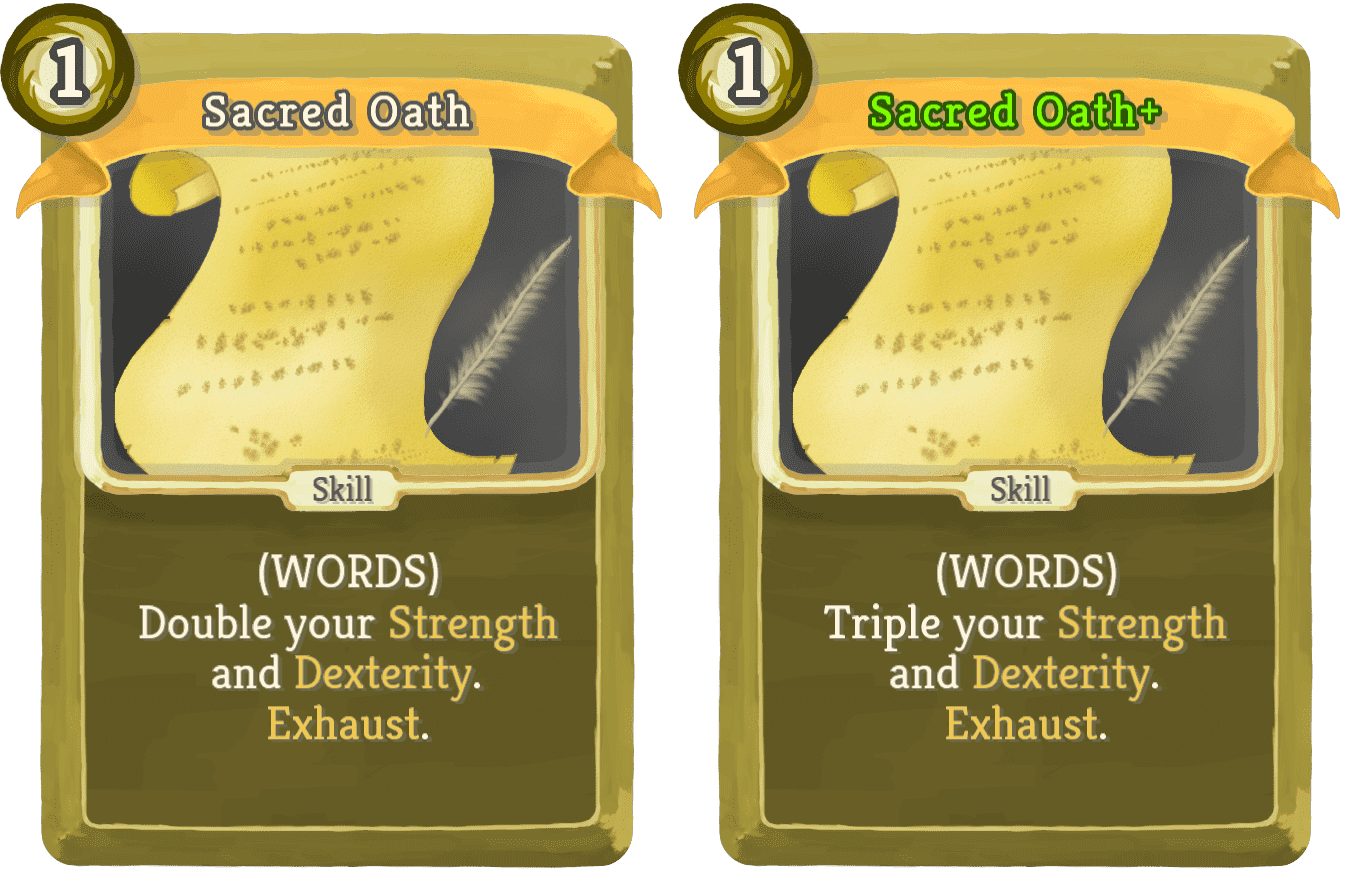 1
Sacred Oath
Skill
(WORDS)
Double your Strength
and Dexterity.
Exhaust.
1
Sacred Oath+
Skill
(WORDS)
Triple your Strength
and Dexterity.
Exhaust.